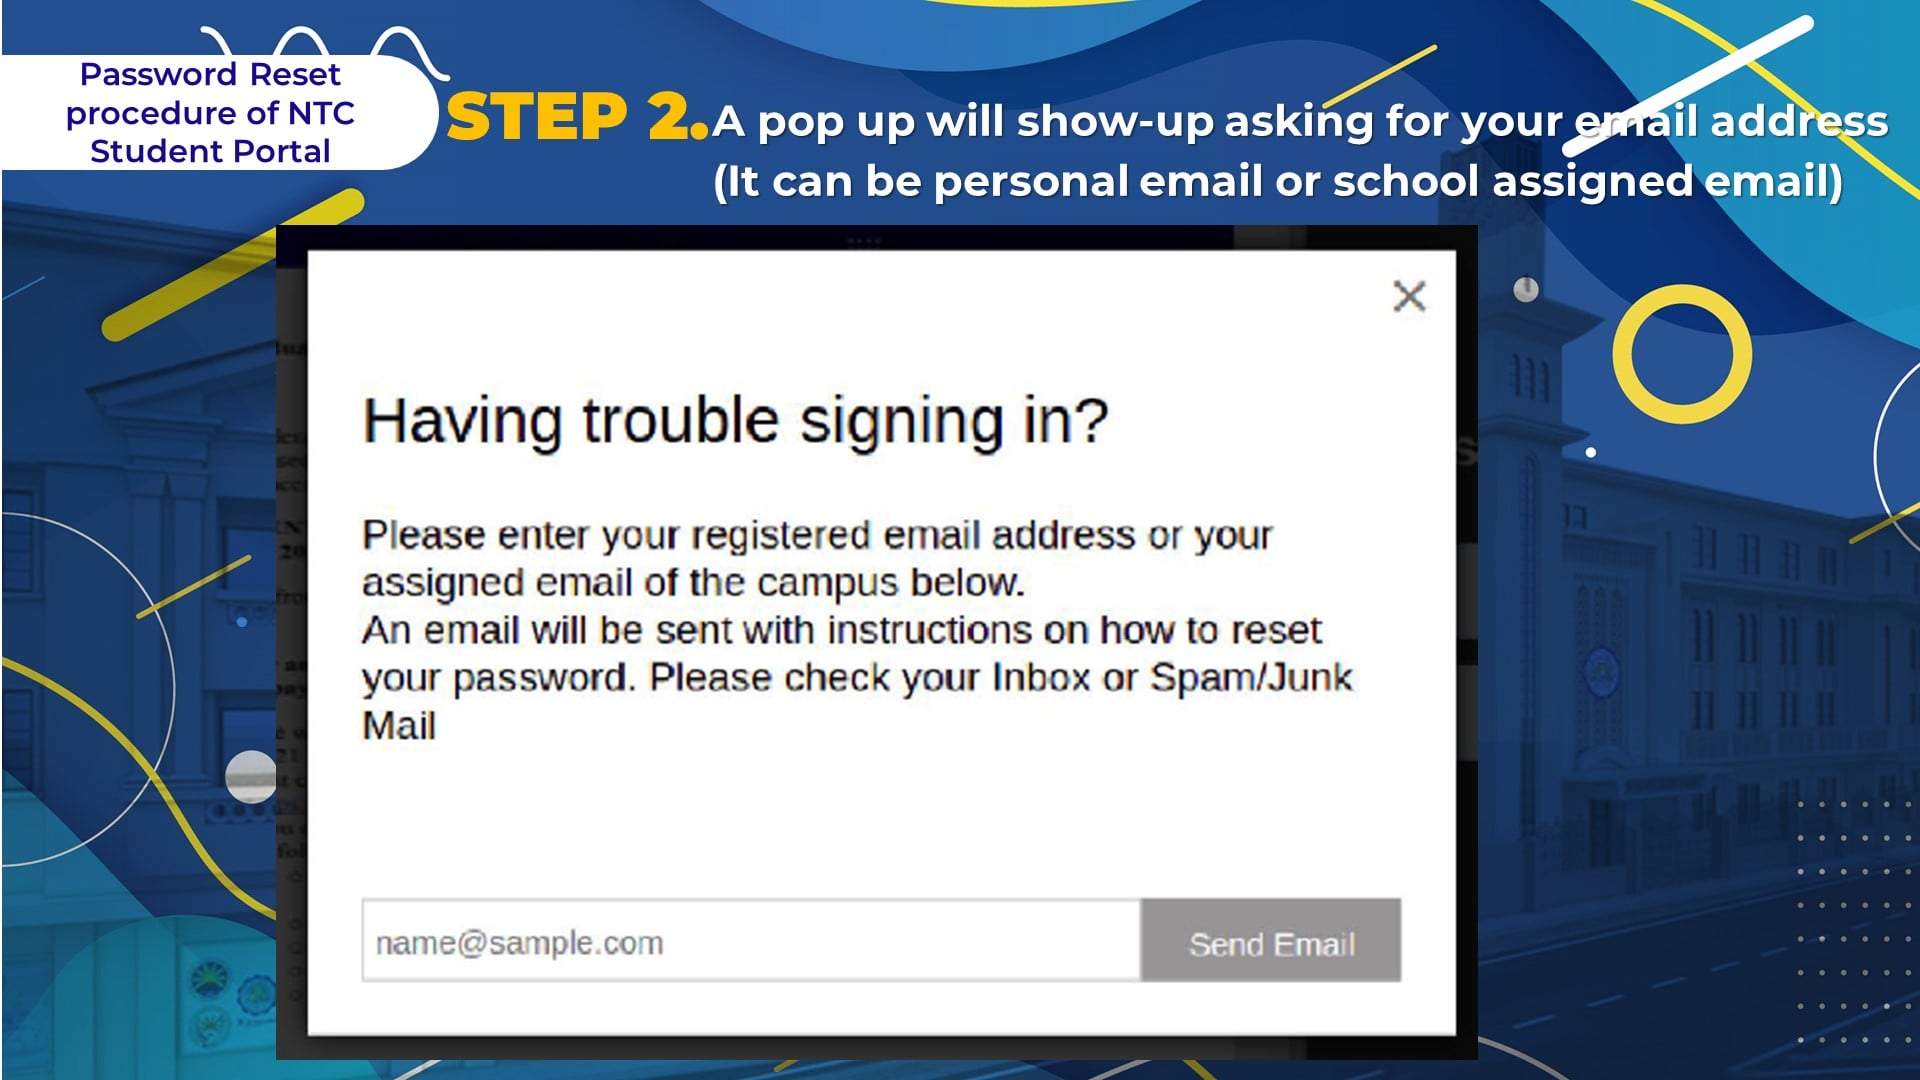 Password Reset
procedure of NTC
Student Portal
STEP 2. A pop up will show-up asking for your email address
(It can be personal email or school assigned email)
Having trouble signing in?
Please enter your registered email address or your
assigned email of the campus below.
An email will be sent with instructions on how to reset
your password. Please check your Inbox or Spam/Junk
Mail
name@sample.com
Send Email